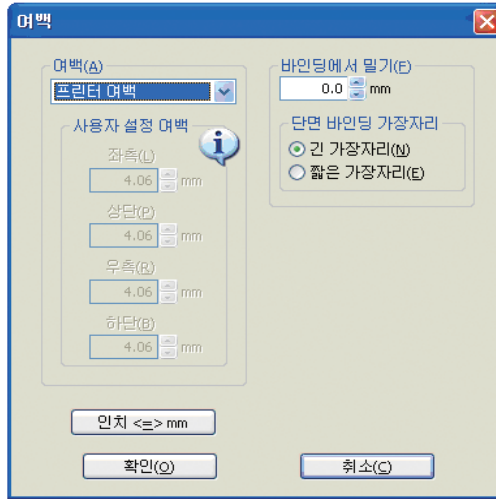 여백
여백(A)
프린터 여백
사용자 설정 여백
좌측(L)
4.06 mm
상단(P)
4.06 mm
우측(R)
4.06 mm
하단(B)
4.06 mm
바인딩에서 밀기(F)
0.0 mm
단면 바인딩 가장자리
긴 가장자리(N)
짧은 가장자리(E)
인치 <=> mm
확인(O)
취소(C)